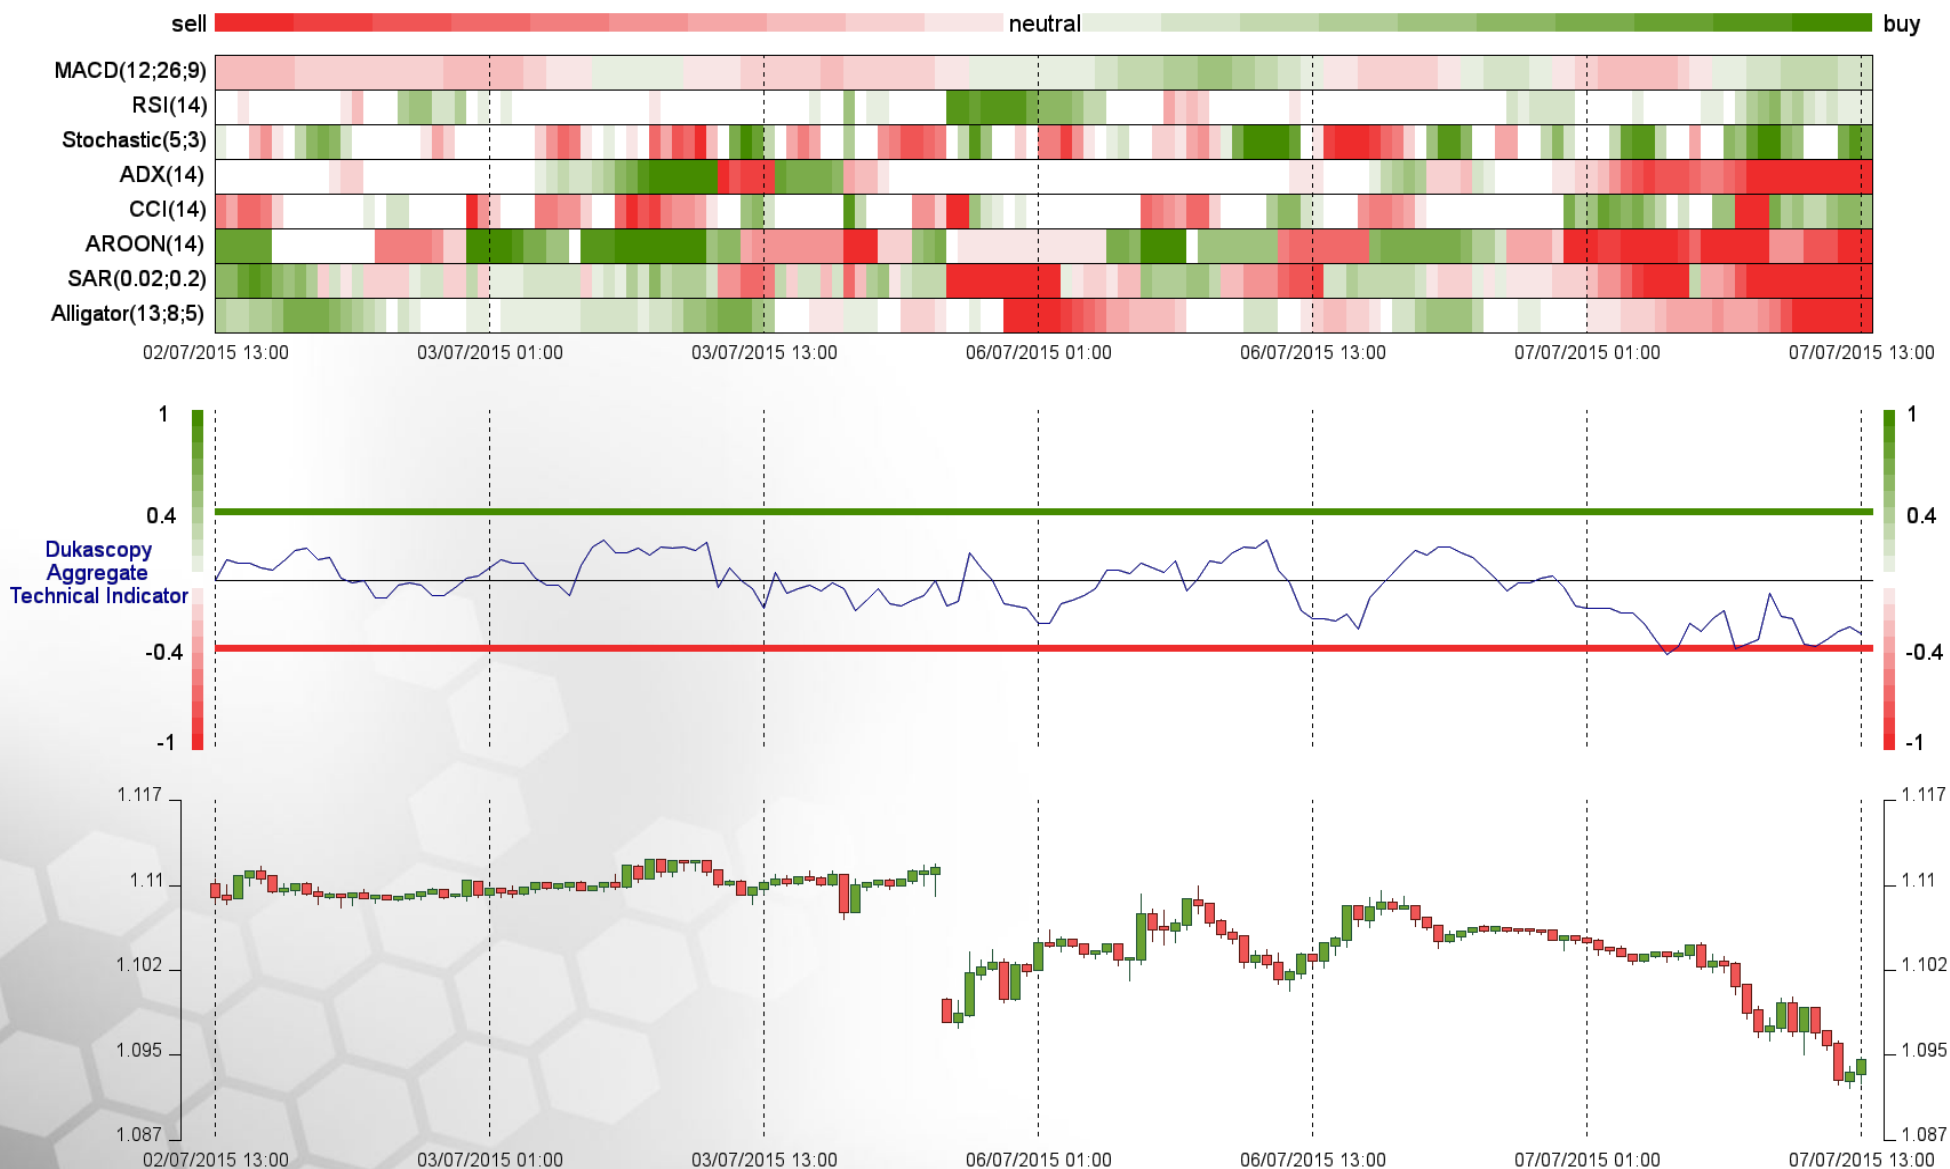 sell neutral buy
MACD(12;26;9)
RSI(14)
Stochastic(5;3)
ADX(14)
CCI(14)
AROON(14)
SAR(0.02;0.2)
Alligator(13;8;5)
02/07/2015 13:00 03/07/2015 01:00 03/07/2015 13:00 06/07/2015 01:00 06/07/2015 13:00 07/07/2015 01:00 07/07/2015 13:00
1 1
0.4 0.4
Dukascopy
Aggregate
Technical Indicator
-0.4 -0.4
-1 -1
1.117 1.117
1.11 1.11
1.102 1.102
1.095 1.095
1.087 1.087
02/07/2015 13:00 03/07/2015 01:00 03/07/2015 13:00 06/07/2015 01:00 06/07/2015 13:00 07/07/2015 01:00 07/07/2015 13:00